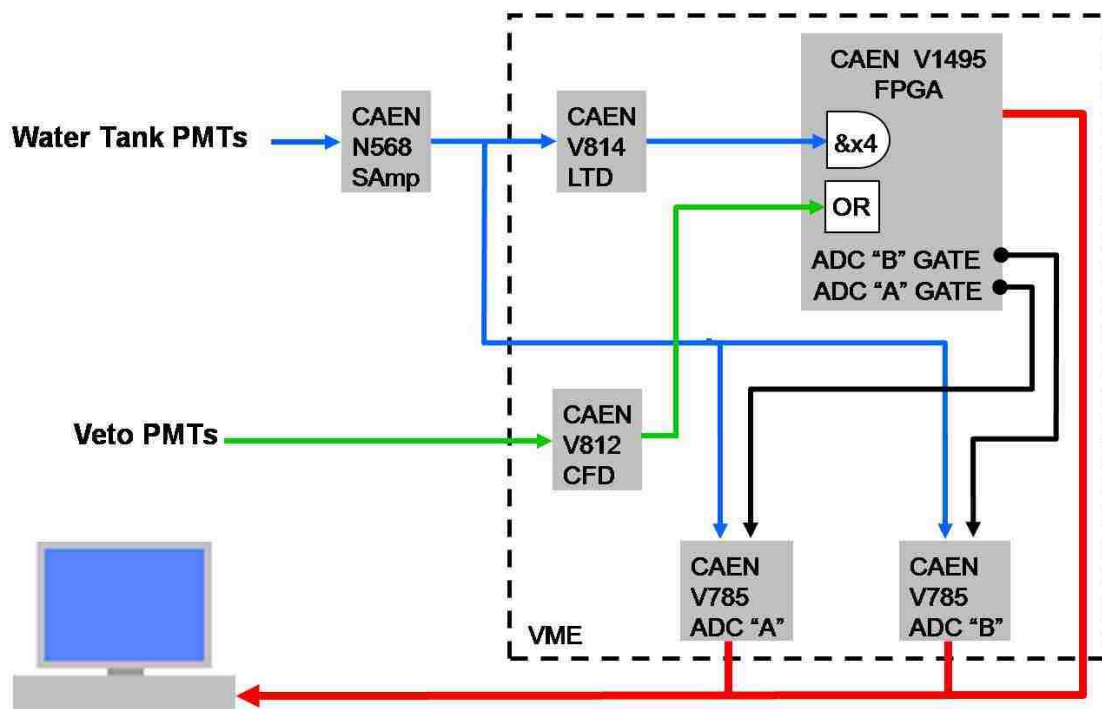 Water Tank PMTs
CAEN
N568
SAmp
CAEN
V814
LTD
CAEN V1495
FPGA
&x4
OR
ADC “B” GATE
ADC “A” GATE
Veto PMTs
CAEN
V812
CFD
CAEN
V785
ADC “A”
CAEN
V785
ADC “B”
VME